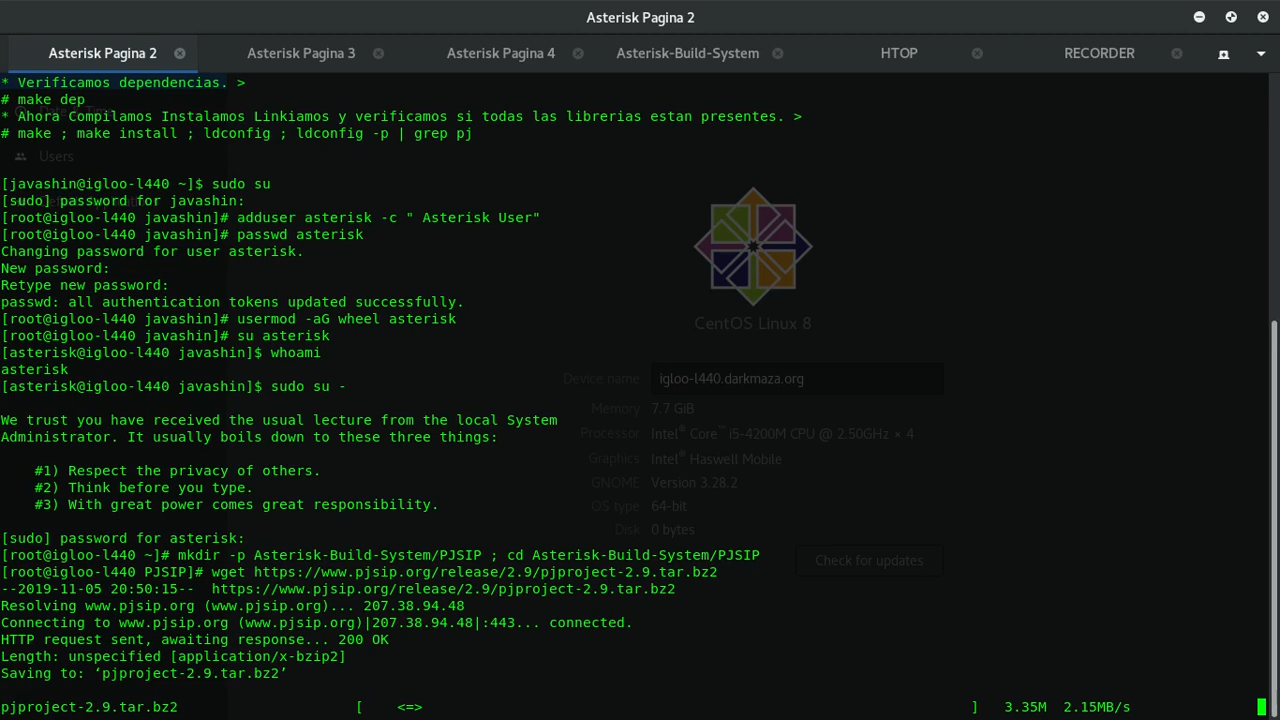 Asterisk Pagina 2
Asterisk Pagina 2
Asterisk Pagina 3
Asterisk Pagina 4
Asterisk-Build-System
HTOP
RECORDER
* Verificamos dependencias. >
# make dep
* Ahora Compilamos Instalamos Linkiamos y verificamos si todas las librerias estan presentes. >
# make ; make install ; ldconfig ; ldconfig -p | grep pj
Users
[javashin@igloo-l440 ~]$ sudo su
[sudo] password for javashin:
[root@igloo-l440 javashin]# adduser asterisk -c " Asterisk User"
[root@igloo-l440 javashin]# passwd asterisk
Changing password for user asterisk.
New password:
Retype new password:
passwd: all authentication tokens updated successfully.
[root@igloo-l440 javashin]# usermod -aG wheel asterisk
[root@igloo-l440 javashin]# su asterisk
[asterisk@igloo-l440 javashin]$ whoami
asterisk
[asterisk@igloo-l440 javashin]$ sudo su -
We trust you have received the usual lecture from the local System
Administrator. It usually boils down to these three things:
#1) Respect the privacy of others.
#2) Think before you type.
#3) With great power comes great responsibility.
[sudo] password for asterisk:
[root@igloo-l440 ~]# mkdir -p Asterisk-Build-System/PJSIP ; cd Asterisk-Build-System/PJSIP
[root@igloo-l440 PJSIP]# wget https://www.pjsip.org/release/2.9/pjproject-2.9.tar.bz2
--2019-11-05 20:50:15--  https://www.pjsip.org/release/2.9/pjproject-2.9.tar.bz2
Resolving www.pjsip.org (www.pjsip.org)... 207.38.94.48
Connecting to www.pjsip.org (www.pjsip.org)|207.38.94.48|:443... connected.
HTTP request sent, awaiting response... 200 OK
Length: unspecified [application/x-bzip2]
Saving to: ‘pjproject-2.9.tar.bz2’
pjproject-2.9.tar.bz2 [ <=> ] 3.35M 2.15MB/s
CentOS Linux 8
Device name igloo-l440.darkmaza.org
Memory 7.7 GiB
Processor Intel® Core™ i5-4200M CPU @ 2.50GHz × 4
Graphics Intel® Haswell Mobile
GNOME Version 3.28.2
OS type 64-bit
Disk 0 bytes
Check for updates